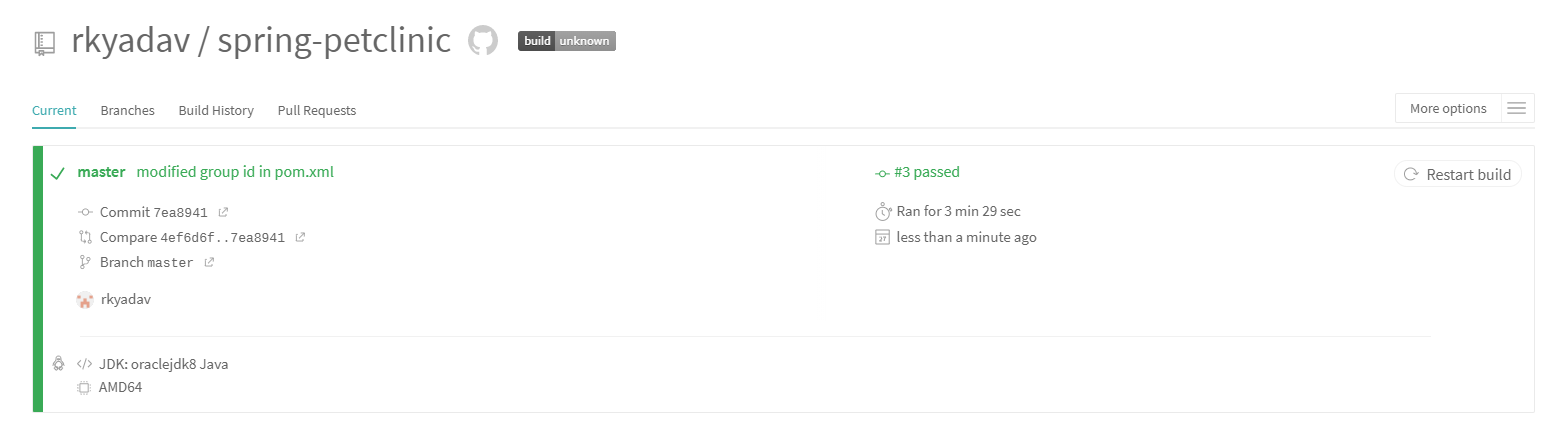 rkyadav / spring-petclinic build unknown
Current Branches Build History Pull Requests More options
master modified group id in pom.xml #3 passed Restart build
Commit 7ea8941 Ran for 3 min 29 sec
Compare 4ef6d6f..7ea8941 less than a minute ago
27
Branch master
rkyadav
</> JDK: oraclejdk8 Java
AMD64